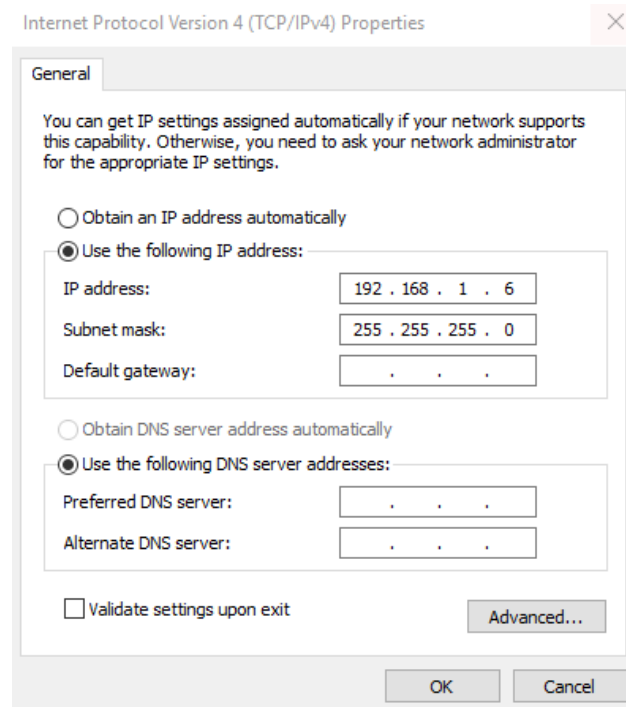 Internet Protocol Version 4 (TCP/IPv4) Properties
General
You can get IP settings assigned automatically if your network supports
this capability. Otherwise, you need to ask your network administrator
for the appropriate IP settings.
Obtain an IP address automatically
Use the following IP address:
IP address: 192 . 168 . 1 . 6
Subnet mask: 255 . 255 . 255 . 0
Default gateway: . . .
Obtain DNS server address automatically
Use the following DNS server addresses:
Preferred DNS server: . . .
Alternate DNS server: . . .
Validate settings upon exit
Advanced...
OK Cancel